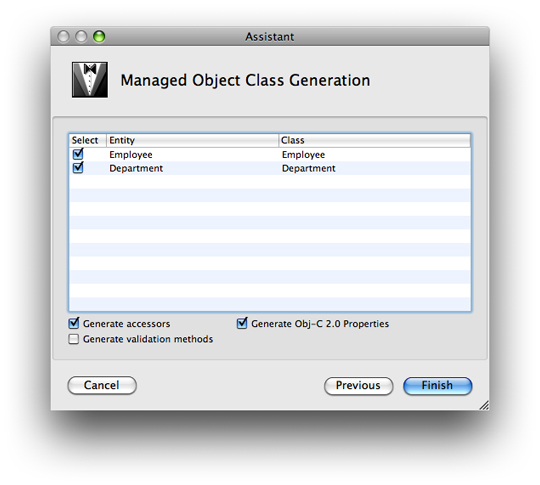 Assistant
Managed Object Class Generation
Select Entity Class
Employee Employee
Department Department
Generate accessors Generate Obj-C 2.0 Properties
Generate validation methods
Cancel Previous Finish